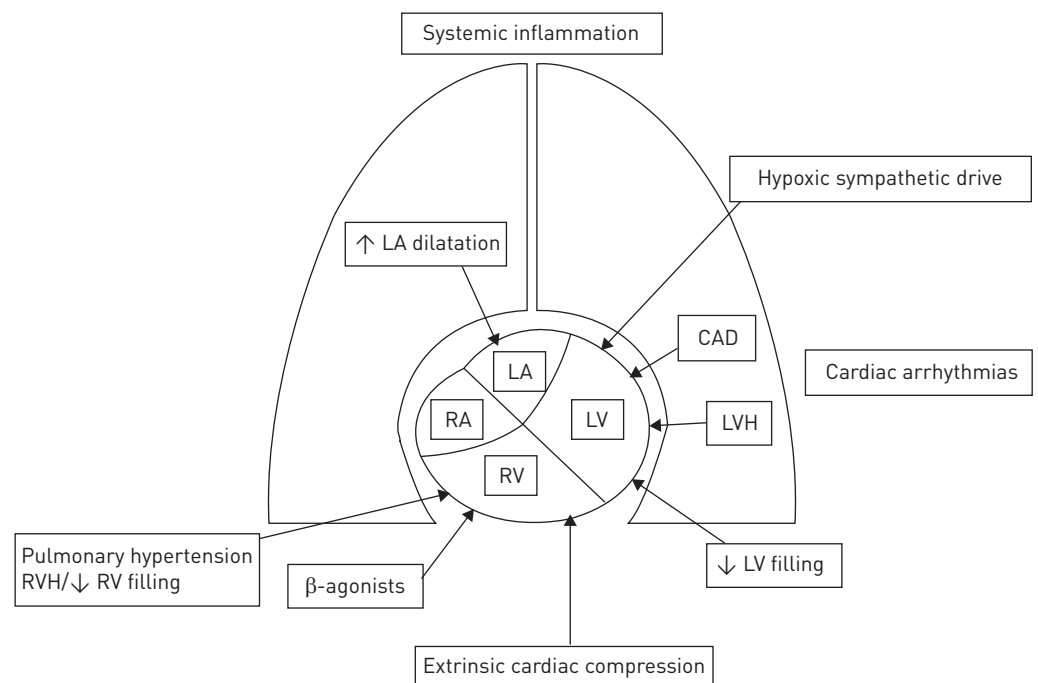 Systemic inflammation
Hypoxic sympathetic drive
↑ LA dilatation
CAD
LA
Cardiac arrhythmias
RA
LV
LVH
RV
Pulmonary hypertension
RVH/↓ RV filling
↓ LV filling
β-agonists
Extrinsic cardiac compression